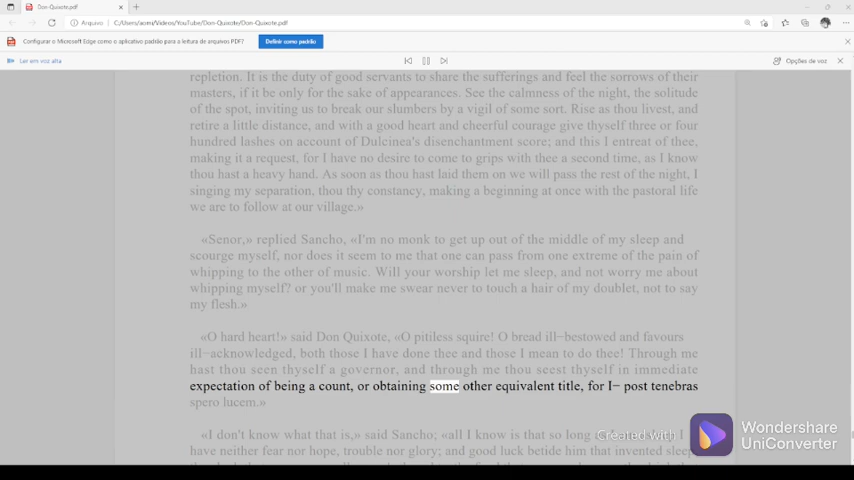 Don-Quixote.pdf
Arquivo
C:/Users/aoxni/Videos/YouTube/Don-Quixote/Don-Quixote.pdf
Configurar o Microsoft Edge como o aplicativo padrão para a leitura de arquivos PDF?
Definir como padrão
Ler em voz alta
Opções de voz
repletion. It is the duty of good servants to share the sufferings and feel the sorrows of their
masters, if it be only for the sake of appearances. See the calmness of the night, the solitude
of the spot, inviting us to break our slumbers by a vigil of some sort. Rise as thou livest, and
retire a little distance, and with a good heart and cheerful courage give thyself three or four
hundred lashes on account of Dulcinea's disenchantment score; and this I entreat of thee,
making it a request, for I have no desire to come to grips with thee a second time, as I know
thou hast a heavy hand. As soon as thou hast laid them on we will pass the rest of the night, I
singing my separation, thou thy constancy, making a beginning at once with the pastoral life
we are to follow at our village.»
«Senor,» replied Sancho, «I'm no monk to get up out of the middle of my sleep and
scourge myself, nor does it seem to me that one can pass from one extreme of the pain of
whipping to the other of music. Will your worship let me sleep, and not worry me about
whipping myself? or you'll make me swear never to touch a hair of my doublet, not to say
my flesh.»
«O hard heart!» said Don Quixote, «O pitiless squire! O bread ill−bestowed and favours
ill−acknowledged, both those I have done thee and those I mean to do thee! Through me
hast thou seen thyself a governor, and through me thou seest thyself in immediate
expectation of being a count, or obtaining some other equivalent title, for I− post tenebras
spero lucem.»
«I don't know what that is,» said Sancho; «all I know is that so long I
have neither fear nor hope, trouble nor glory; and good luck betide him that invented sleep
Created with
Wondershare
UniConverter